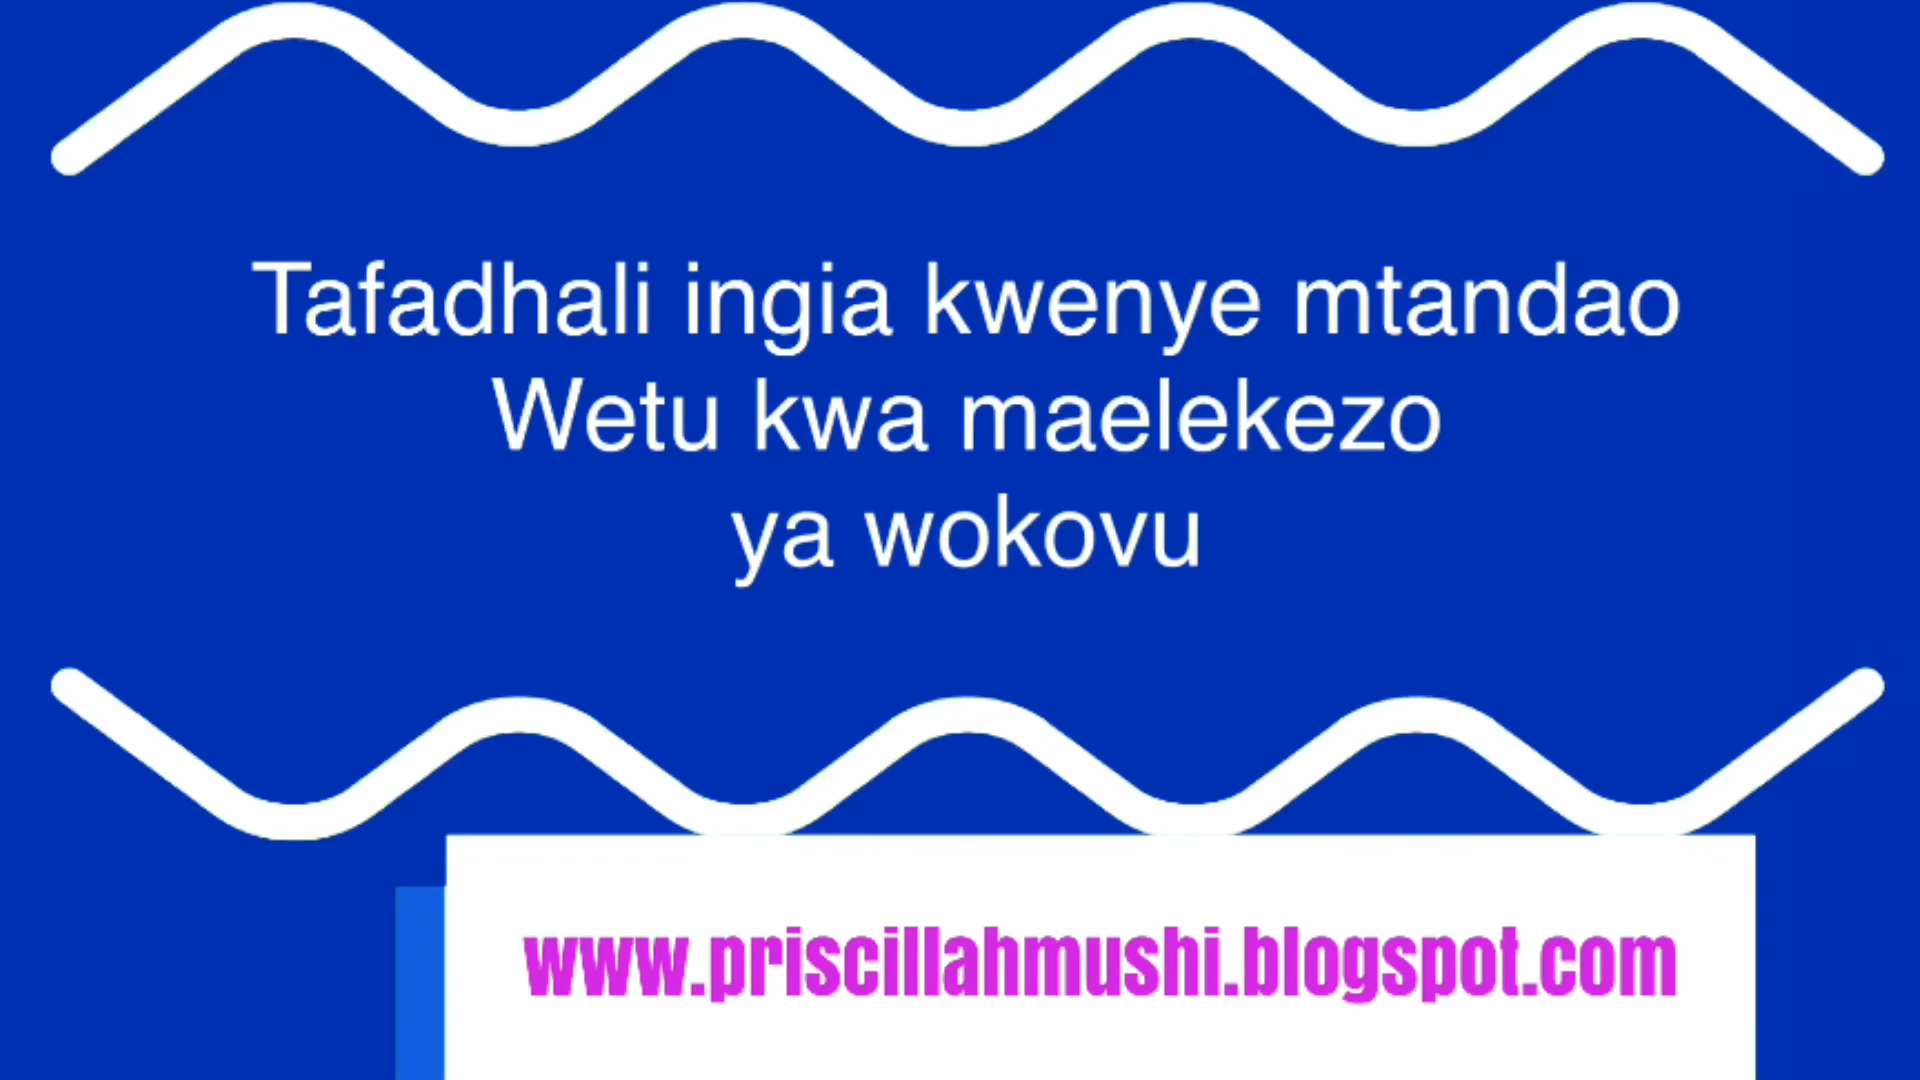 Tafadhali ingia kwenye mtandao
Wetu kwa maelekezo
ya wokovu
www.priscillahmushi.blogspot.com